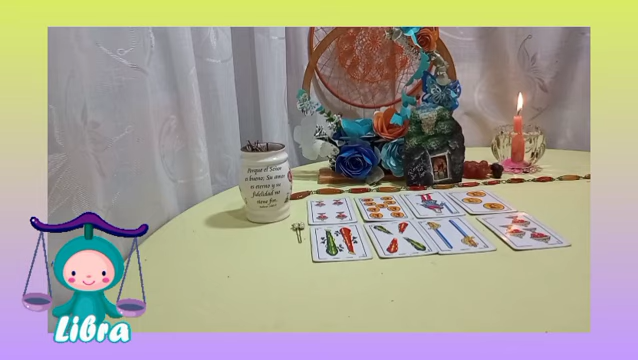 Porque el Señor
es bueno; Su amor
es eterno y su
fidelidad no
tiene fin.
Libra